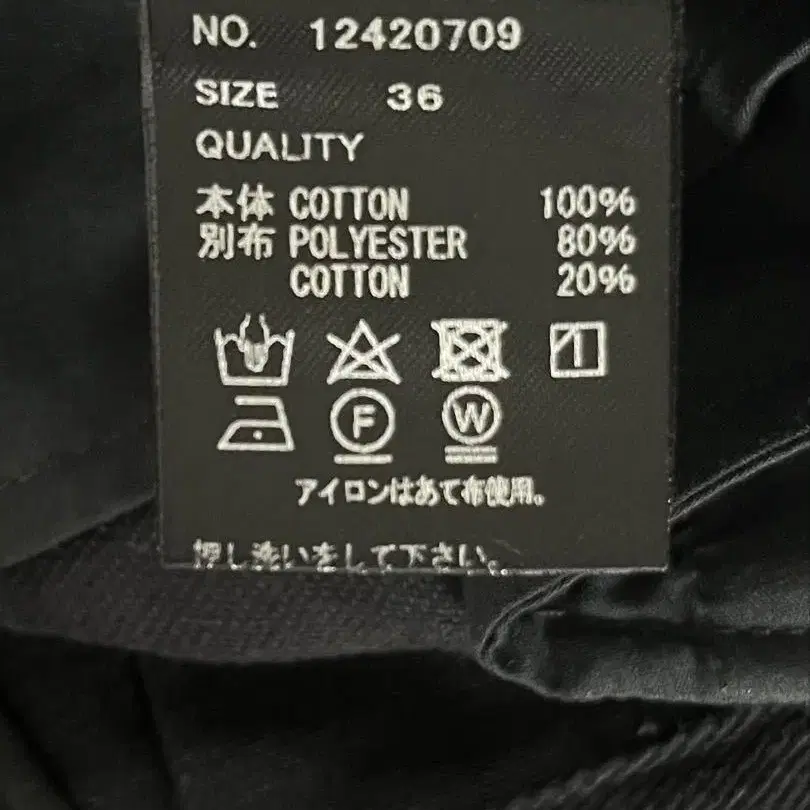 NO. 12420709
SIZE 36
QUALITY
本体 COTTON 100%
別布 POLYESTER 80%
COTTON 20%
F W
アイロンはあて布使用。
押し洗いをして下さい。